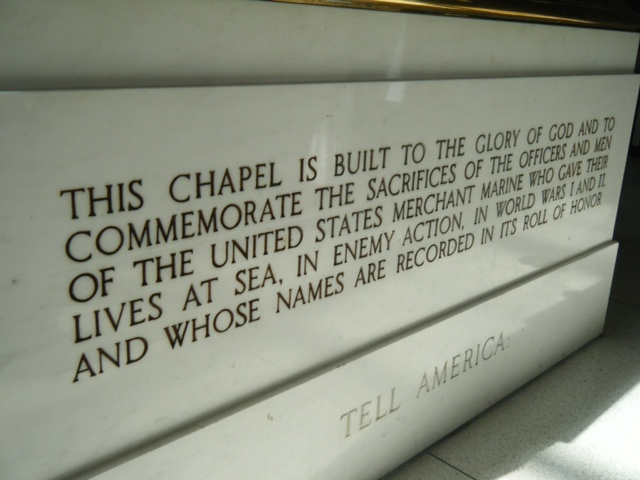 THIS CHAPEL IS BUILT TO THE GLORY OF GOD AND TO
COMMEMORATE THE SACRIFICES OF THE OFFICERS AND MEN
OF THE UNITED STATES MERCHANT MARINE WHO GAVE THEIR
LIVES AT SEA, IN ENEMY ACTION, IN WORLD WARS I AND II.
AND WHOSE NAMES ARE RECORDED IN ITS ROLL OF HONOR
TELL AMERICA.